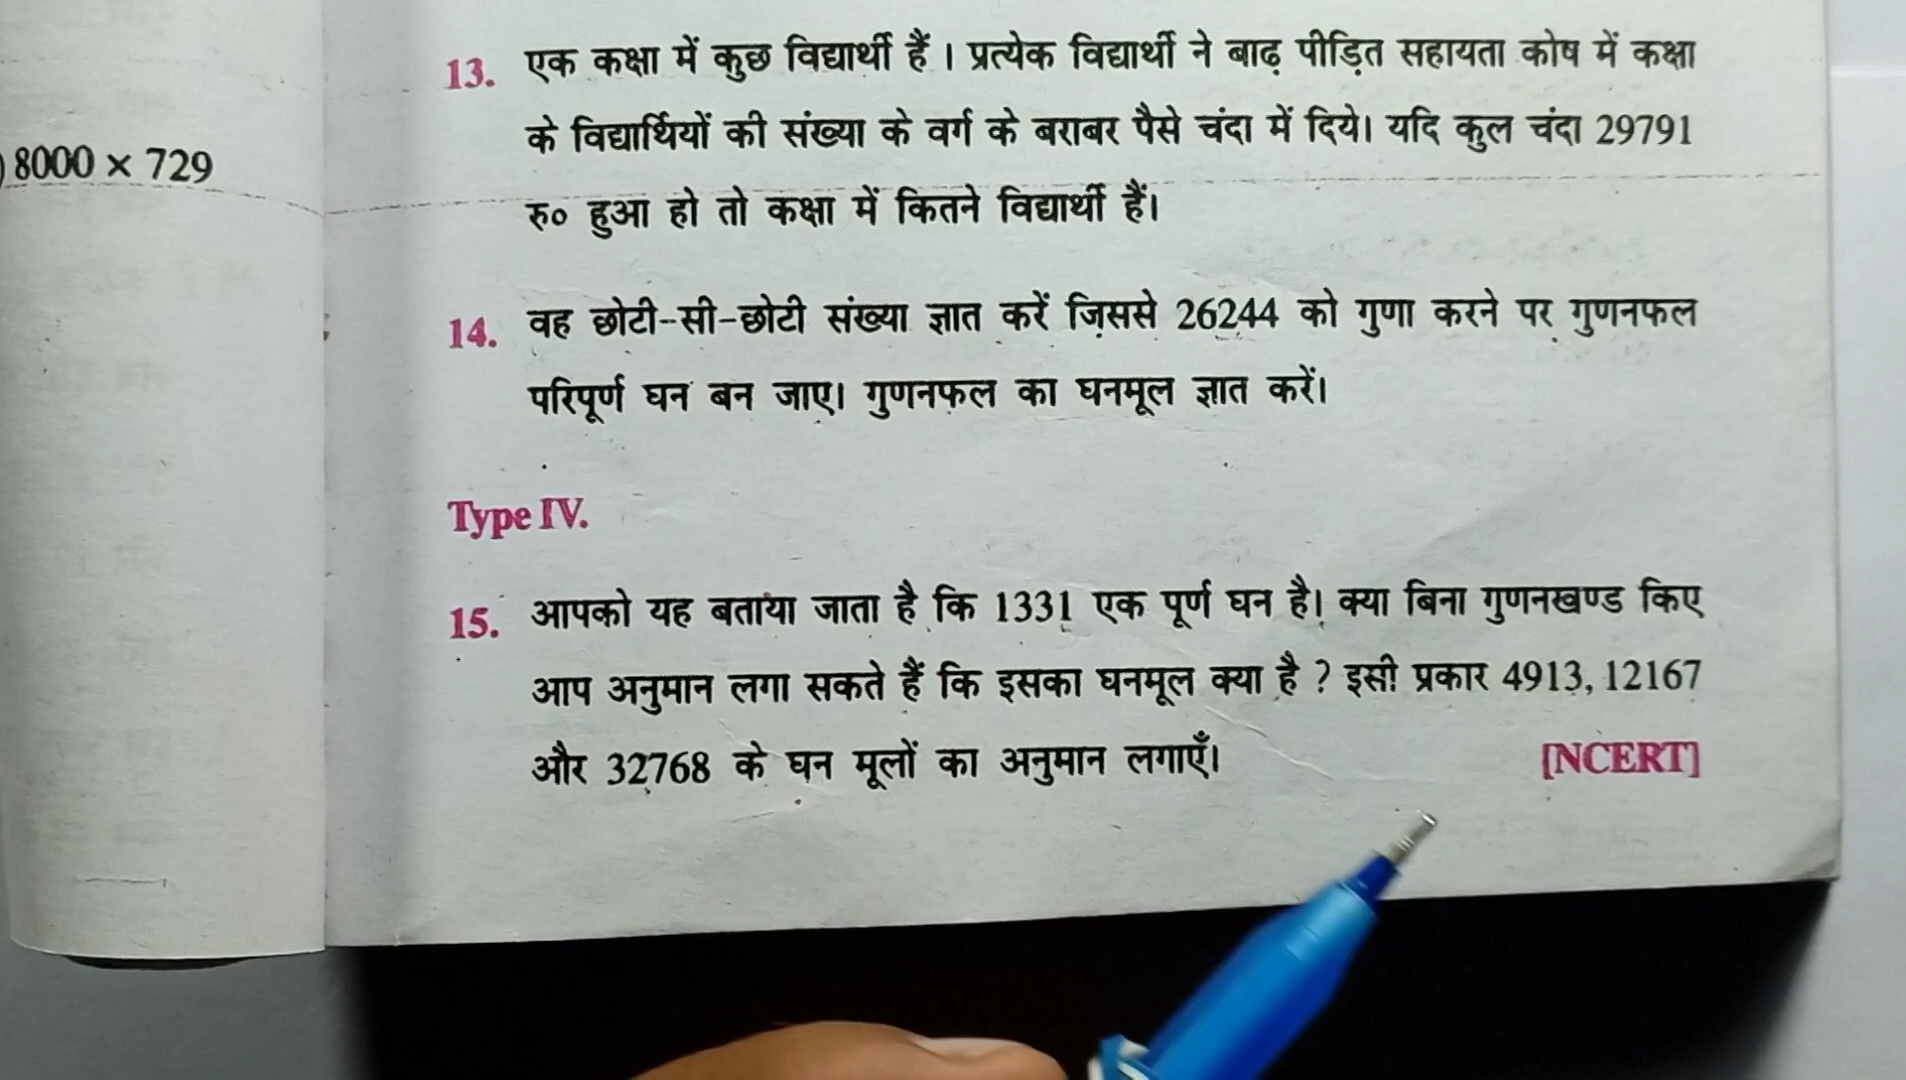 ) 8000 × 729
13. एक कक्षा में कुछ विद्यार्थी हैं । प्रत्येक विद्यार्थी ने बाढ़ पीड़ित सहायता कोष में कक्षा
के विद्यार्थियों की संख्या के वर्ग के बराबर पैसे चंदा में दिये। यदि कुल चंदा 29791
रु० हुआ हो तो कक्षा में कितने विद्यार्थी हैं।
14. वह छोटी-सी-छोटी संख्या ज्ञात करें जिससे 26244 को गुणा करने पर गुणनफल
परिपूर्ण घन बन जाए। गुणनफल का घनमूल ज्ञात करें।
Type IV.
15. आपको यह बताया जाता है कि 1331 एक पूर्ण घन है। क्या बिना गुणनखण्ड किए
आप अनुमान लगा सकते हैं कि इसका घनमूल क्या है ? इसी प्रकार 4913, 12167
और 32768 के घन मूलों का अनुमान लगाएँ। [NCERT]